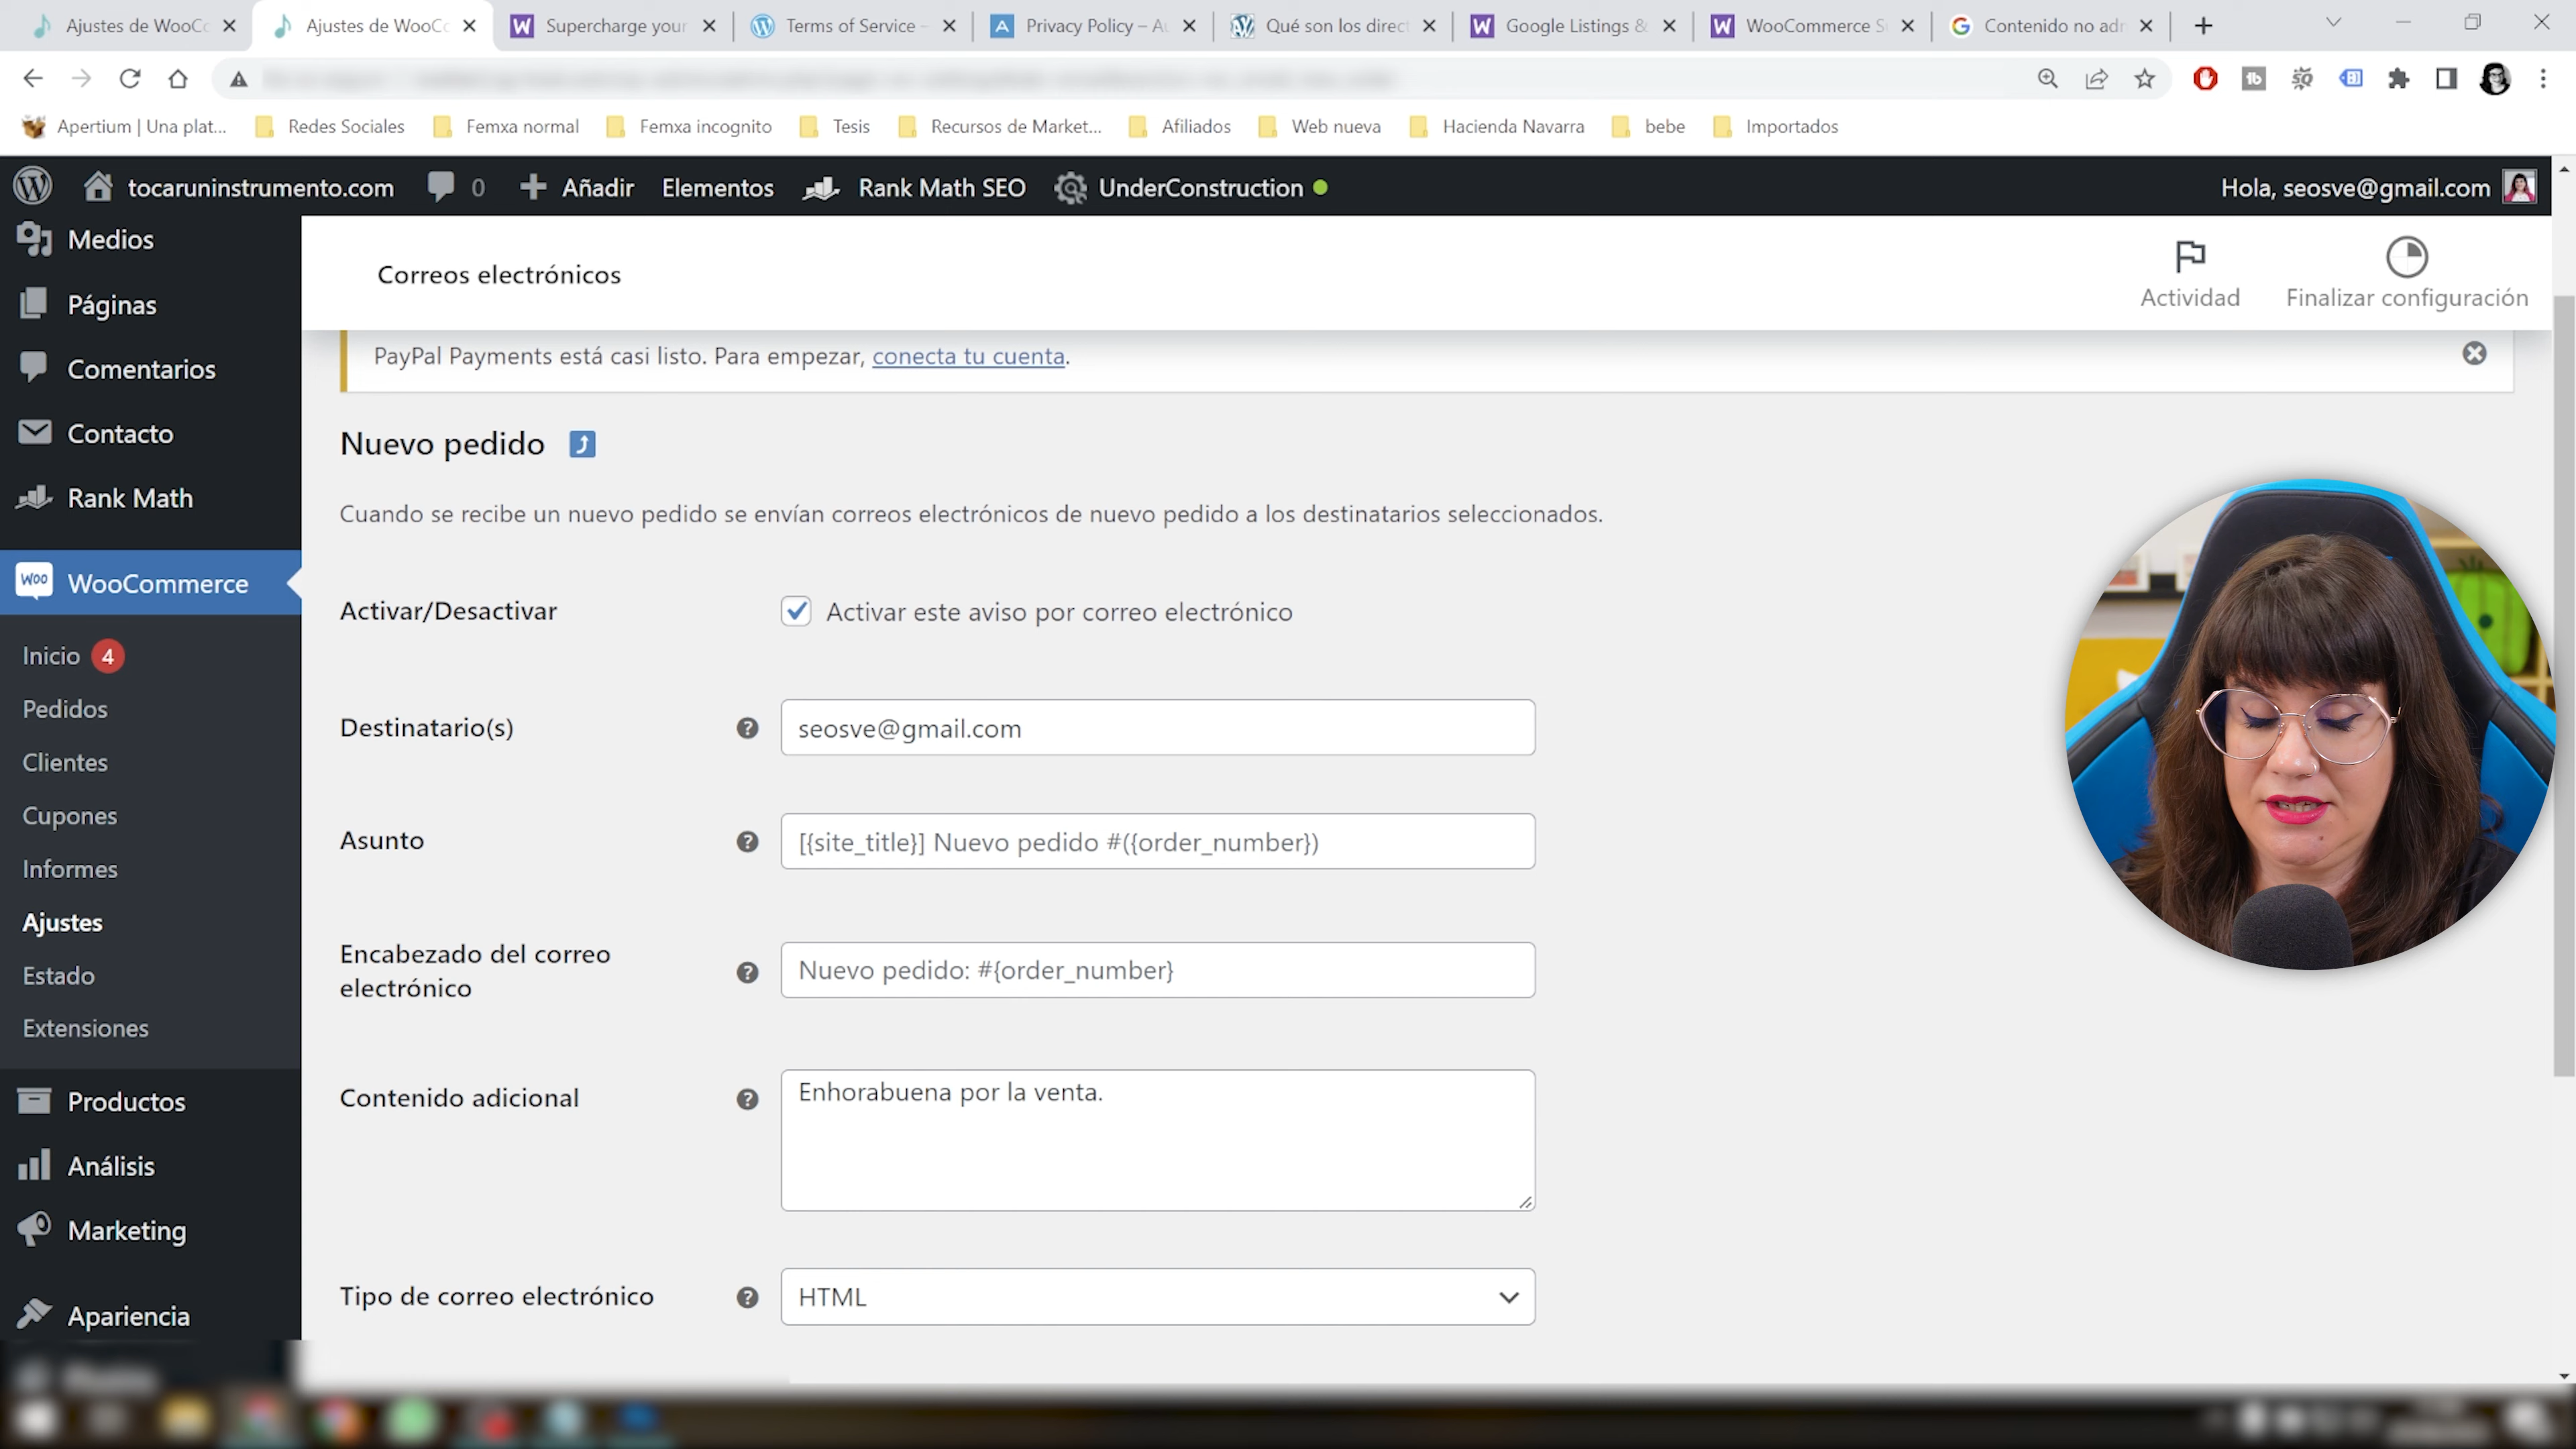 Ajustes de WooCo
Ajustes de WooCo
Supercharge your
Terms of Service –
Privacy Policy – Au
Qué son los direct
Google Listings &
WooCommerce S
Contenido no adr
Apertium | Una plat...
Redes Sociales
Femxa normal
Femxa incognito
Tesis
Recursos de Market...
Afiliados
Web nueva
Hacienda Navarra
bebe
Importados
tocaruninstrumento.com
0
Añadir
Elementos
Rank Math SEO
UnderConstruction
Hola, seosve@gmail.com
Medios
Páginas
Comentarios
Contacto
Rank Math
WooCommerce
Inicio 4
Pedidos
Clientes
Cupones
Informes
Ajustes
Estado
Extensiones
Productos
Análisis
Marketing
Apariencia
Correos electrónicos
Actividad
Finalizar configuración
PayPal Payments está casi listo. Para empezar, conecta tu cuenta.
Nuevo pedido
Cuando se recibe un nuevo pedido se envían correos electrónicos de nuevo pedido a los destinatarios seleccionados.
Activar/Desactivar
Activar este aviso por correo electrónico
Destinatario(s)
seosve@gmail.com
Asunto
[{site_title}] Nuevo pedido #({order_number})
Encabezado del correo
electrónico
Nuevo pedido: #{order_number}
Contenido adicional
Enhorabuena por la venta.
Tipo de correo electrónico
HTML